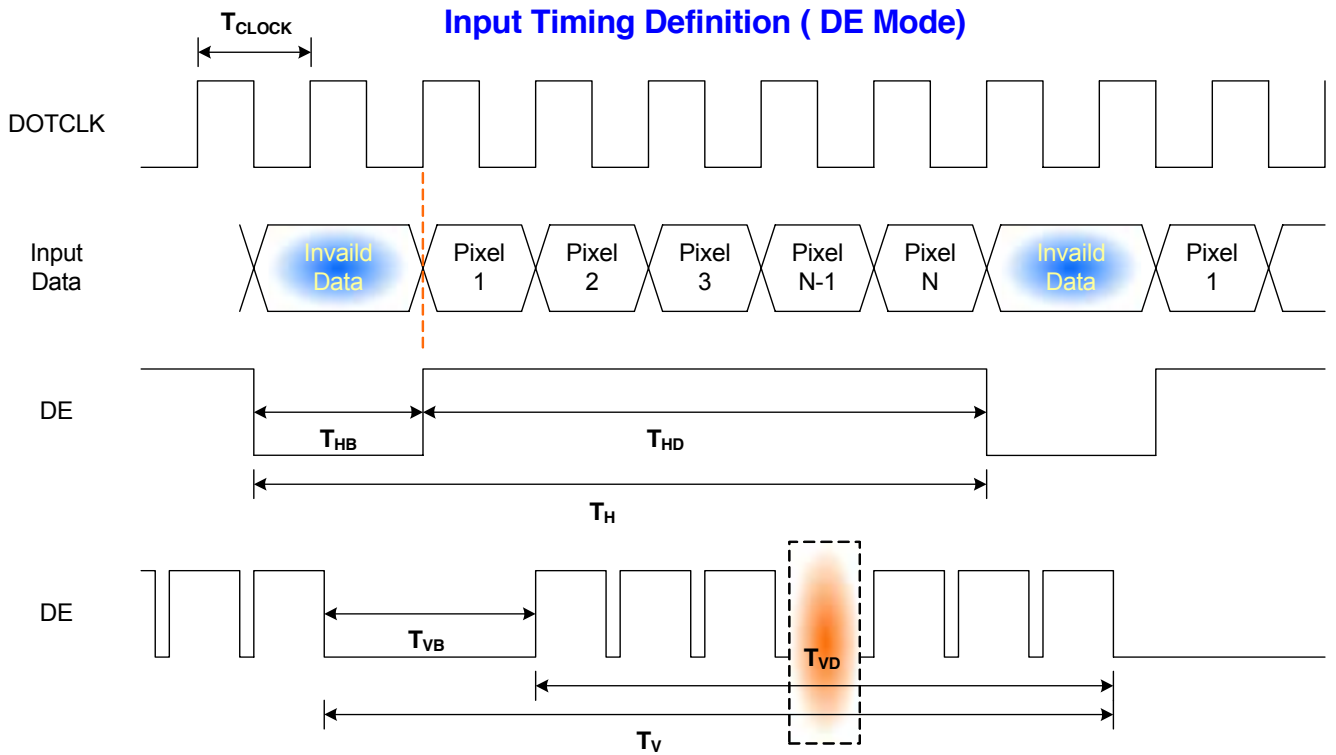 Input Timing Definition ( DE Mode)
TCLOCK
DOTCLK
Input
Data
Invaild
Data
Pixel
1
Pixel
2
Pixel
3
Pixel
N-1
Pixel
N
Invaild
Data
Pixel
1
DE
THB
THD
TH
DE
TVB
TVD
TV